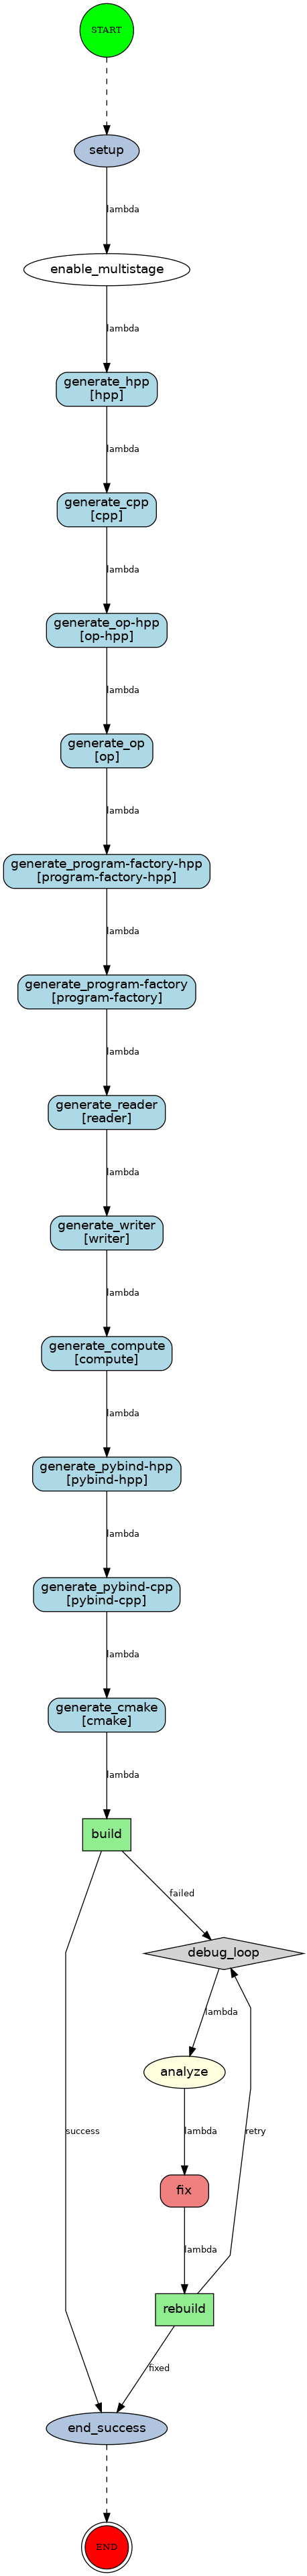 START
setup
lambda
enable_multistage
lambda
generate_hpp
[hpp]
lambda
generate_cpp
[cpp]
lambda
generate_op-hpp
[op-hpp]
lambda
generate_op
[op]
lambda
generate_program-factory-hpp
[program-factory-hpp]
lambda
generate_program-factory
[program-factory]
lambda
generate_reader
[reader]
lambda
generate_writer
[writer]
lambda
generate_compute
[compute]
lambda
generate_pybind-hpp
[pybind-hpp]
lambda
generate_pybind-cpp
[pybind-cpp]
lambda
generate_cmake
[cmake]
lambda
build
failed
debug_loop
lambda
analyze
success
lambda
retry
fix
lambda
rebuild
fixed
end_success
END